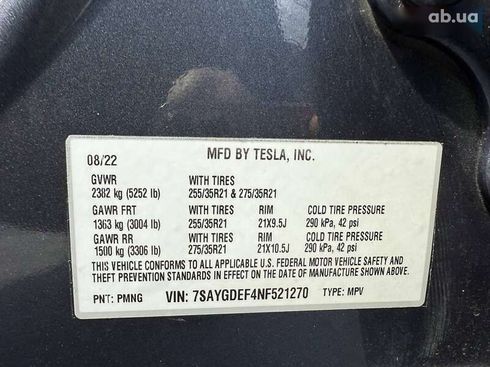 ab.ua
08/22 MFD BY TESLA, INC.
GVWR WITH TIRES
2382 kg (5252 lb) 255/35R21 & 275/35R21
GAWR FRT WITH TIRES RIM COLD TIRE PRESSURE
1363 kg (3004 lb) 255/35R21 21X9.5J 290 kPa, 42 psi
GAWR RR WITH TIRES RIM COLD TIRE PRESSURE
1500 kg (3306 lb) 275/35R21 21X10.5J 290 kPa, 42 psi
THIS VEHICLE CONFORMS TO ALL APPLICABLE U.S. FEDERAL MOTOR VEHICLE SAFETY AND
THEFT PREVENTION STANDARDS IN EFFECT ON THE DATE OF MANUFACTURE SHOWN ABOVE.
PNT: PMNG VIN: 7SAYGDEF4NF521270 TYPE: MPV